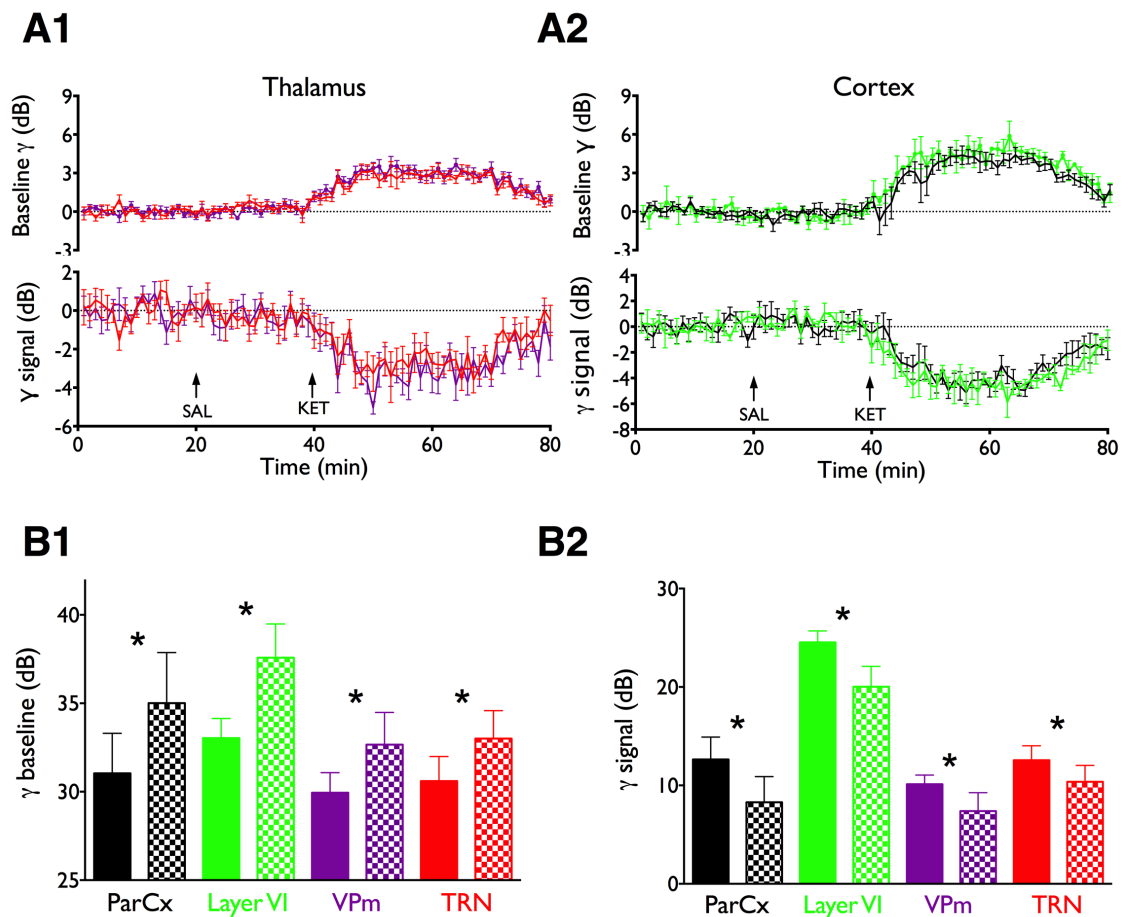 A1
A2
Thalamus
Cortex
Baseline γ (dB)
9
6
3
0
-3
Baseline γ (dB)
9
6
3
0
-3
γ signal (dB)
2
0
-2
-4
-6
SAL
KET
0
20
40
60
80
Time (min)
γ signal (dB)
4
2
0
-2
-4
-6
-8
SAL
KET
0
20
40
60
80
Time (min)
B1
B2
γ baseline (dB)
40
35
30
25
* * * *
ParCx Layer VI VPm TRN
γ signal (dB)
30
20
10
0
* * * *
ParCx Layer VI VPm TRN